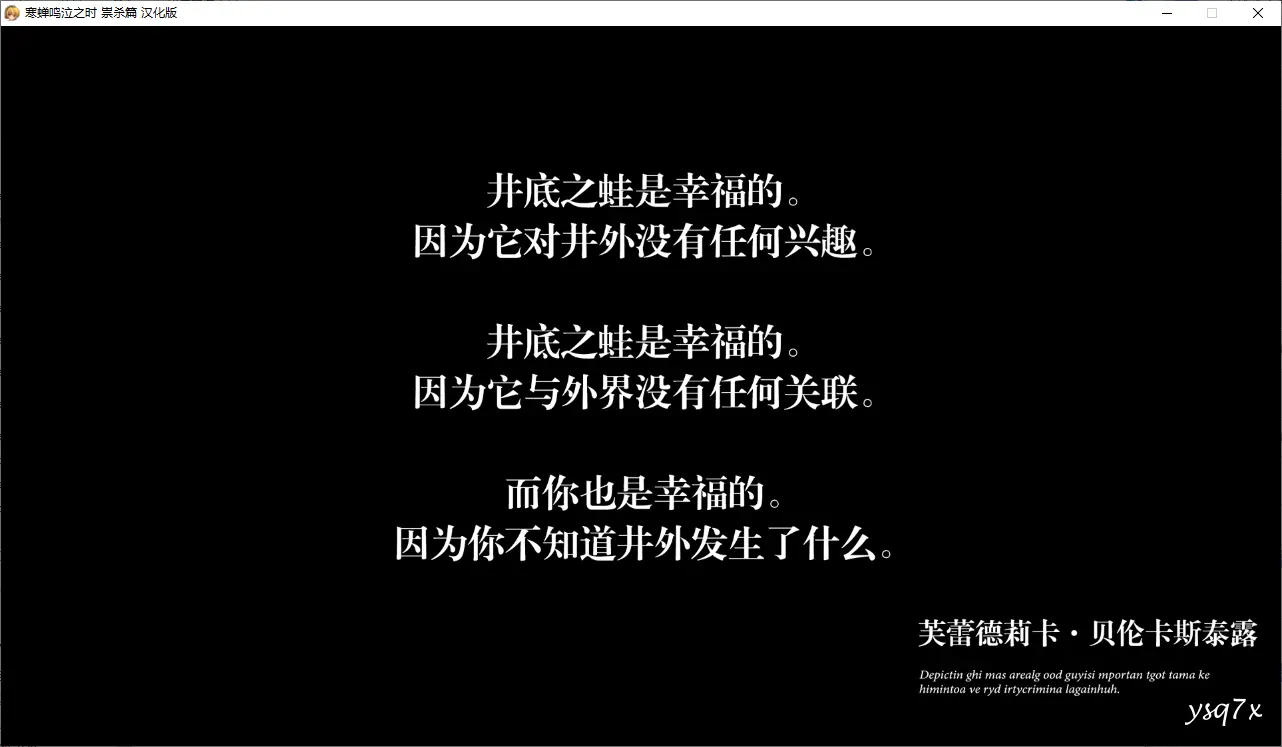 寒蝉鸣泣之时 祟杀篇 汉化版
井底之蛙是幸福的。
因为它对井外没有任何兴趣。
井底之蛙是幸福的。
因为它与外界没有任何关联。
而你也是幸福的。
因为你不知道井外发生了什么。
芙蕾德莉卡·贝伦卡斯泰露
Depictin ghi mas arealg ood guyisi mportan tgot tama ke
himintoa ve ryd irtycrimina lagainhuh.
ysq7x